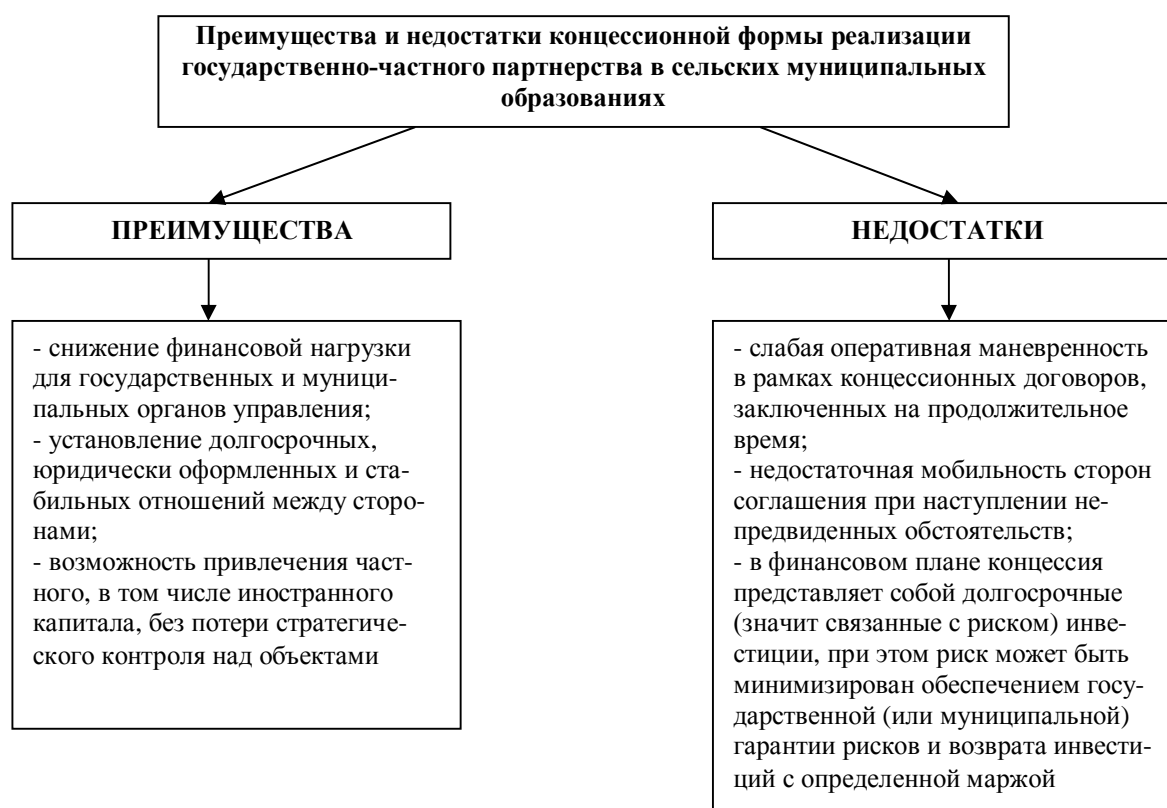 Преимущества и недостатки концессионной формы реализации
государственно-частного партнерства в сельских муниципальных
образованиях
ПРЕИМУЩЕСТВА
- снижение финансовой нагрузки
для государственных и муници-
пальных органов управления;
- установление долгосрочных,
юридически оформленных и ста-
бильных отношений между сторо-
нами;
- возможность привлечения част-
ного, в том числе иностранного
капитала, без потери стратегиче-
ского контроля над объектами
НЕДОСТАТКИ
- слабая оперативная маневренность
в рамках концессионных договоров,
заключенных на продолжительное
время;
- недостаточная мобильность сторон
соглашения при наступлении не-
предвиденных обстоятельств;
- в финансовом плане концессия
представляет собой долгосрочные
(значит связанные с риском) инве-
стиции, при этом риск может быть
минимизирован обеспечением госу-
дарственной (или муниципальной)
гарантии рисков и возврата инвести-
ций с определенной маржой